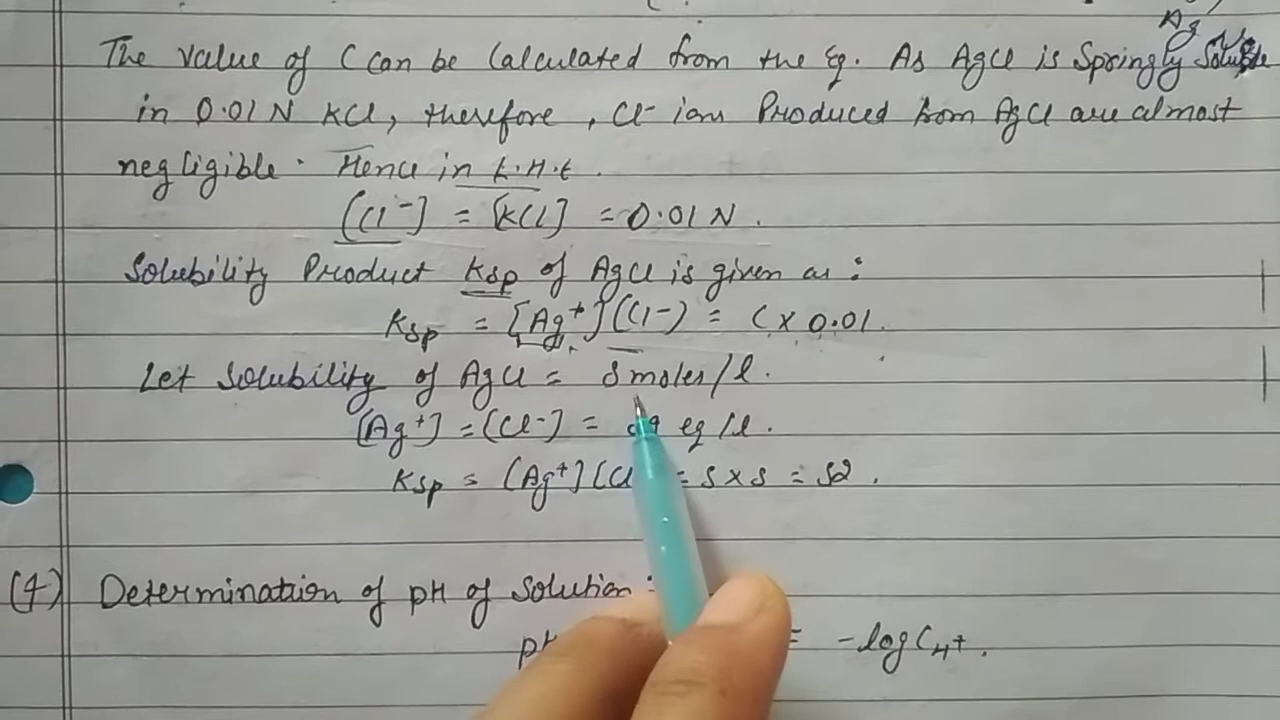 Ag
The value of C can be Calculated from the Eq. As AgCl is Springly Soluble
in 0.01 N KCl, therefore, Cl- ions Produced from AgCl are almost
negligible. Hence in L.H.E.
[Cl-] = [KCl] = 0.01 N.
Solubility Product Ksp of AgCl is given as:
Ksp = [Ag+](Cl-) = C x 0.01.
Let Solubility of AgCl = S moles/l.
[Ag+] = (Cl-) = eq/l.
Ksp = [Ag+](Cl = S x S = S2.
(4) Determination of pH of Solution:
= -log CH+.